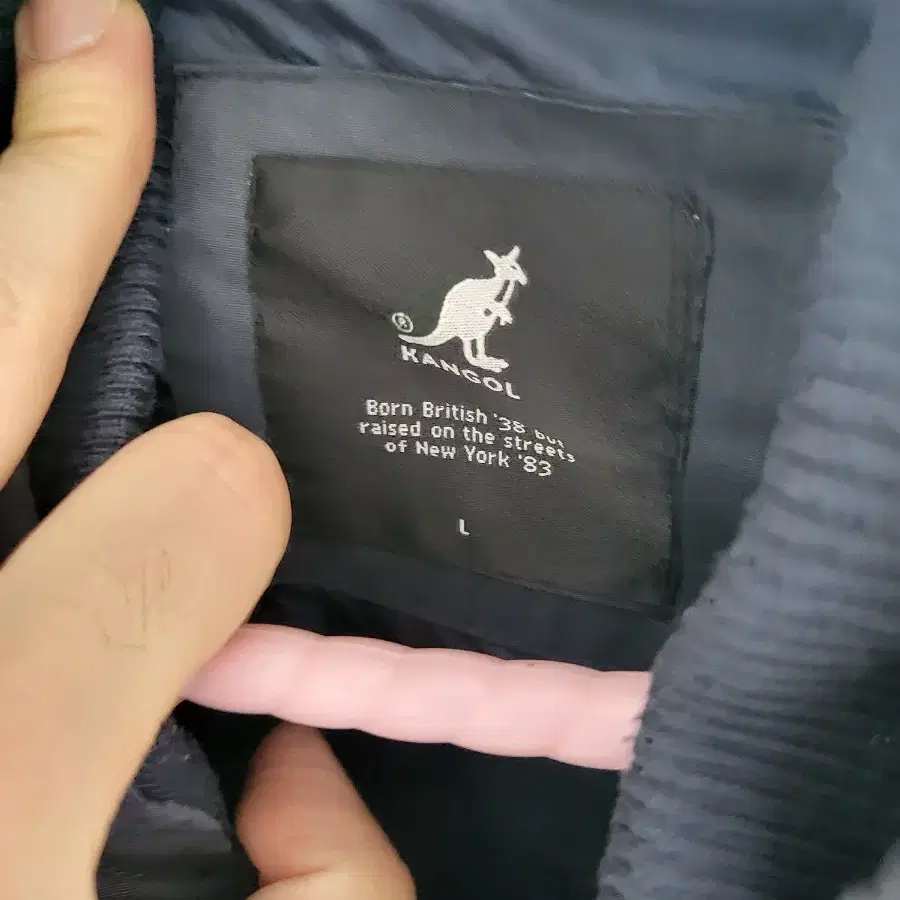 ®
KANGOL
Born British '38 but
raised on the streets
of New York '83
L